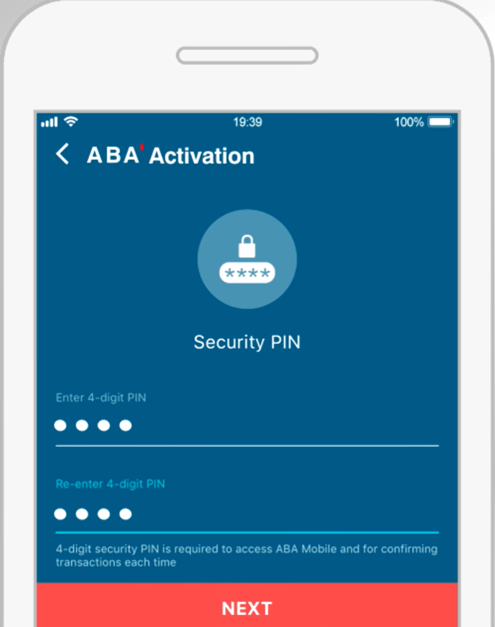 19:39
100%
ABA' Activation
****
Security PIN
Enter 4-digit PIN
Re-enter 4-digit PIN
4-digit security PIN is required to access ABA Mobile and for confirming
transactions each time
NEXT